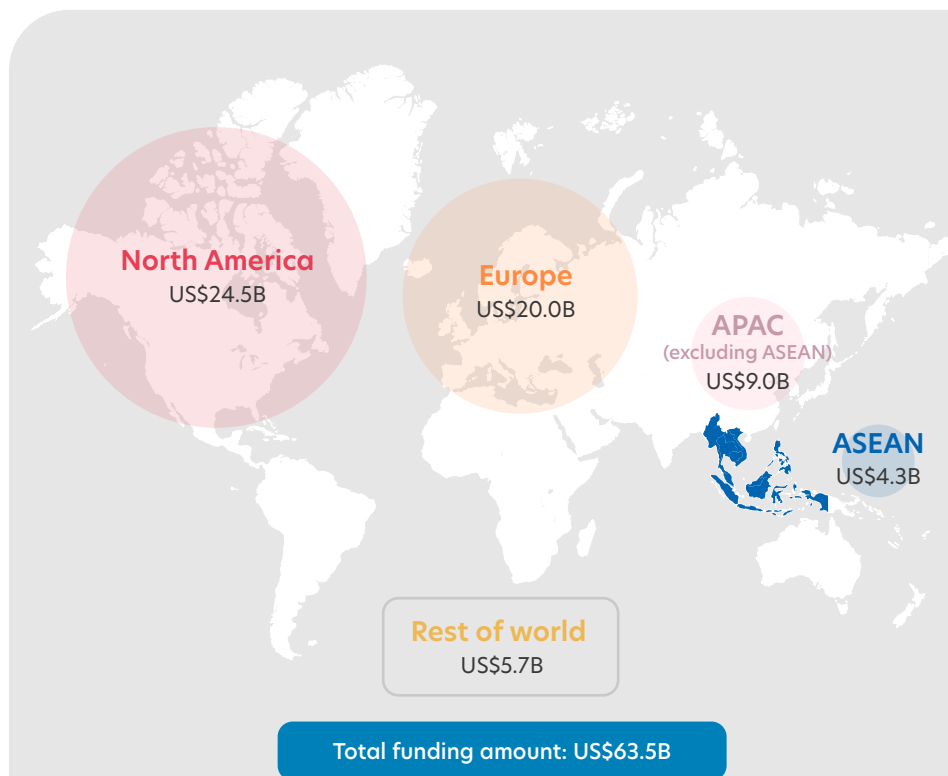 North America
US$24.5B
Europe
US$20.0B
APAC
(excluding ASEAN)
US$9.0B
ASEAN
US$4.3B
Rest of world
US$5.7B
Total funding amount: US$63.5B